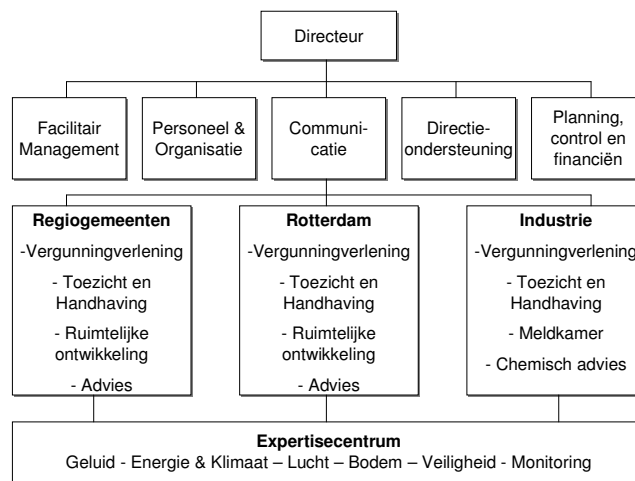 Directeur
Facilitair
Management
Personeel &
Organisatie
Communi-
catie
Directie-
ondersteuning
Planning,
control en
financiën
Regiogemeenten
-Vergunningverlening
- Toezicht en
Handhaving
- Ruimtelijke
ontwikkeling
- Advies
Rotterdam
-Vergunningverlening
- Toezicht en
Handhaving
- Ruimtelijke
ontwikkeling
- Advies
Industrie
-Vergunningverlening
- Toezicht en
Handhaving
- Meldkamer
- Chemisch advies
Expertisecentrum
Geluid - Energie & Klimaat – Lucht – Bodem – Veiligheid - Monitoring